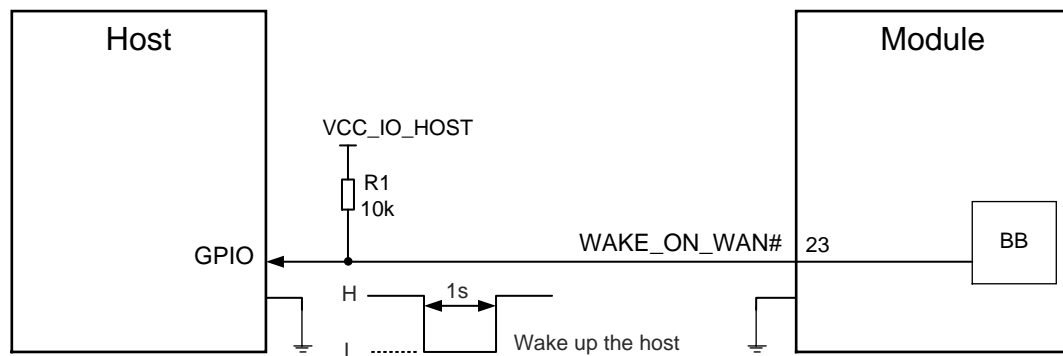 Host
Module
VCC_IO_HOST
R1
10k
GPIO
WAKE_ON_WAN#
23
BB
H
1s
L
Wake up the host